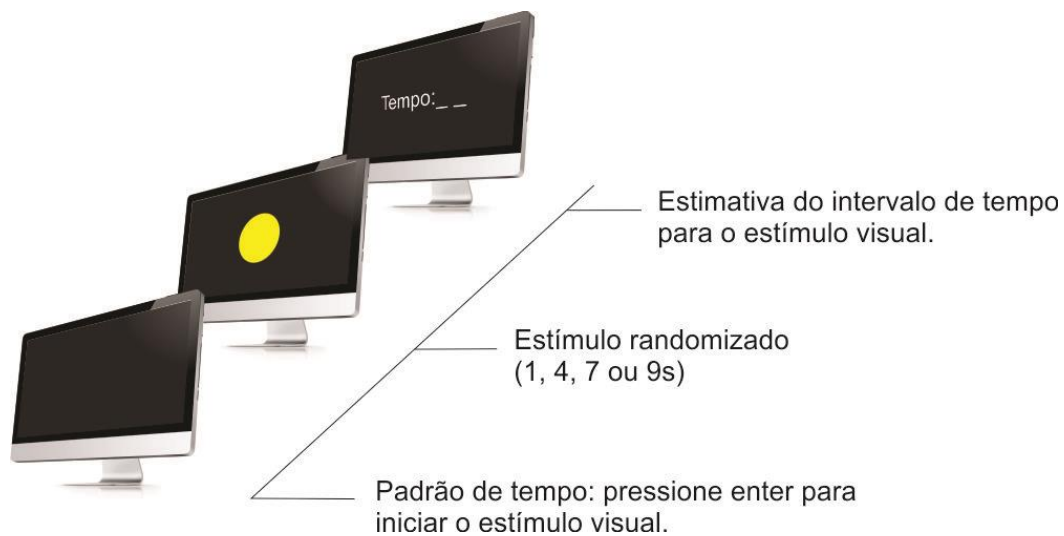 Tempo:_ _
Estimativa do intervalo de tempo
para o estímulo visual.
Estímulo randomizado
(1, 4, 7 ou 9s)
Padrão de tempo: pressione enter para
iniciar o estímulo visual.